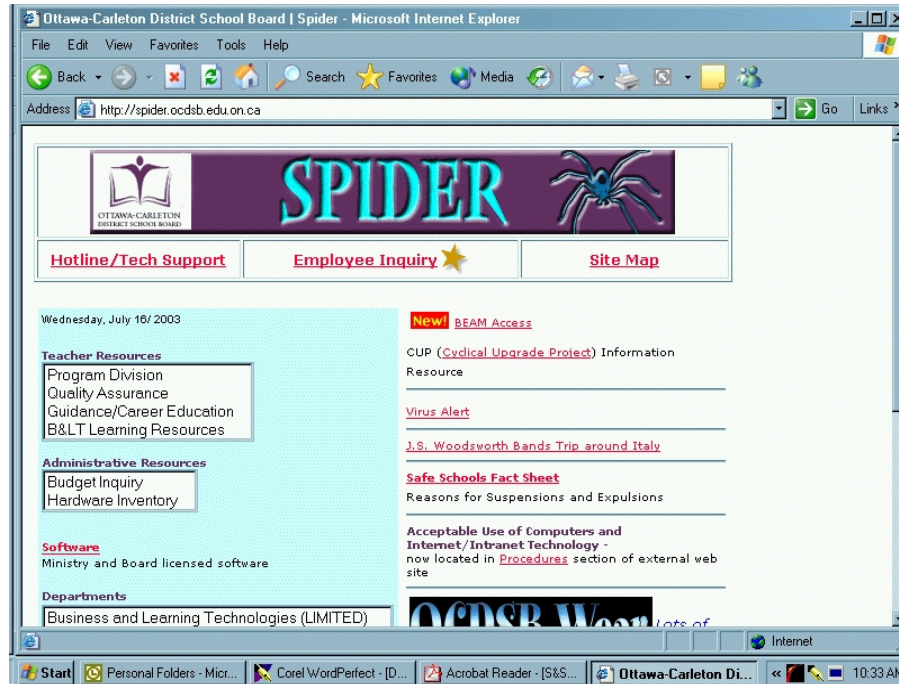 Ottawa-Carleton District School Board | Spider - Microsoft Internet Explorer
File Edit View Favorites Tools Help
Back Search Favorites Media
Address http://spider.ocdsb.edu.on.ca Go Links »
OTTAWA-CARLETON
DISTRICT SCHOOL BOARD
SPIDER
Hotline/Tech Support Employee Inquiry Site Map
Wednesday, July 16/ 2003
Teacher Resources
Program Division
Quality Assurance
Guidance/Career Education
B&LT Learning Resources
Administrative Resources
Budget Inquiry
Hardware Inventory
Software
Ministry and Board licensed software
Departments
Business and Learning Technologies (LIMITED)
New! BEAM Access
CUP (Cyclical Upgrade Project) Information
Resource
Virus Alert
J.S. Woodsworth Bands Trip around Italy
Safe Schools Fact Sheet
Reasons for Suspensions and Expulsions
Acceptable Use of Computers and
Internet/Intranet Technology -
now located in Procedures section of external web
site
OCDSB Wear Lots of
Internet
Start Personal Folders - Micr... Corel WordPerfect - [D... Acrobat Reader - [S&S... Ottawa-Carleton Di... « 10:33 AM